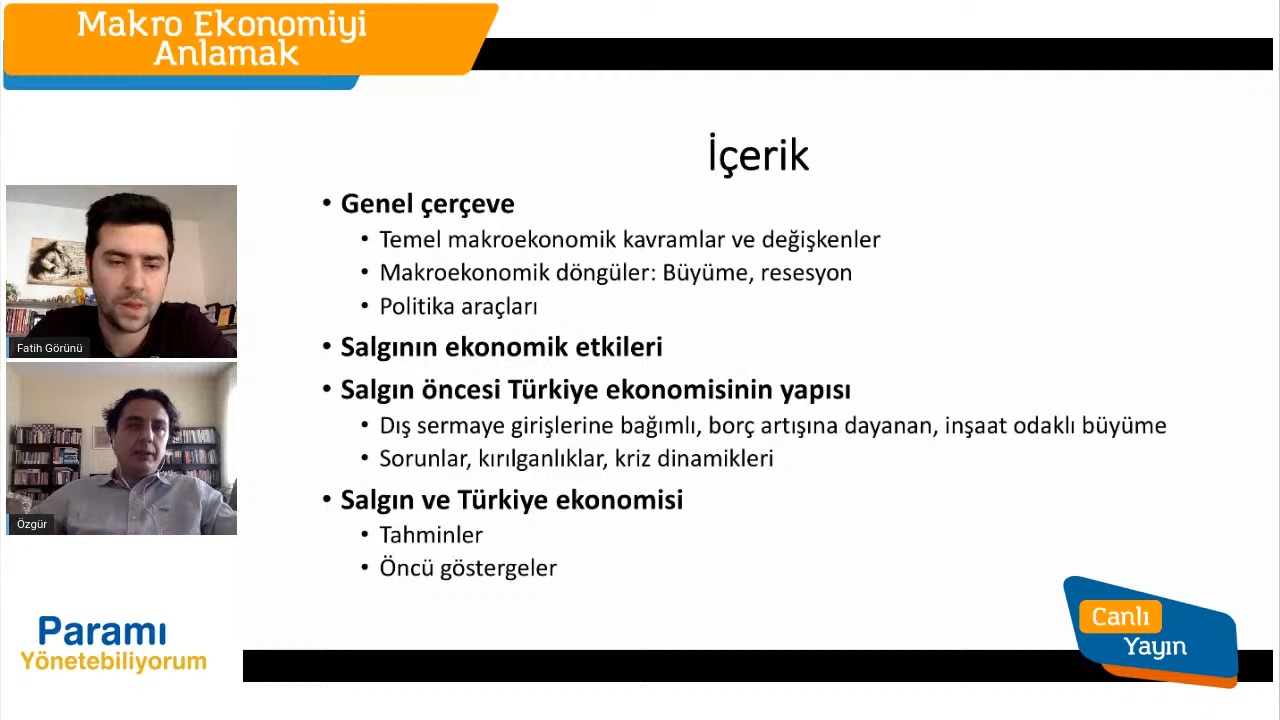 Makro Ekonomiyi
Anlamak
İçerik
• Genel çerçeve
• Temel makroekonomik kavramlar ve değişkenler
• Makroekonomik döngüler: Büyüme, resesyon
• Politika araçları
• Salgının ekonomik etkileri
• Salgın öncesi Türkiye ekonomisinin yapısı
• Dış sermaye girişlerine bağımlı, borç artışına dayanan, inşaat odaklı büyüme
• Sorunlar, kırılganlıklar, kriz dinamikleri
• Salgın ve Türkiye ekonomisi
• Tahminler
• Öncü göstergeler
Fatih Görünü
Özgür
Paramı
Yönetebiliyorum
Canlı
Yayın